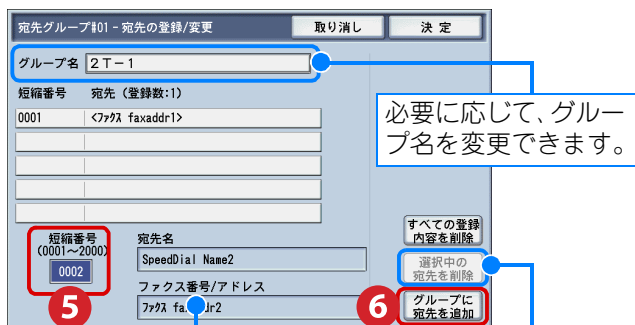 宛先グループ#01 - 宛先の登録/変更
取り消し
決 定
グループ名
2T-1
短縮番号 宛先 (登録数:1)
0001 <ファクス faxaddr1>
必要に応じて、グルー
プ名を変更できます。
短縮番号
(0001～2000)
0002
宛先名
SpeedDial Name2
ファクス番号/アドレス
ファクス
すべての登録
内容を削除
選択中の
宛先を削除
グループに
宛先を追加
5
6